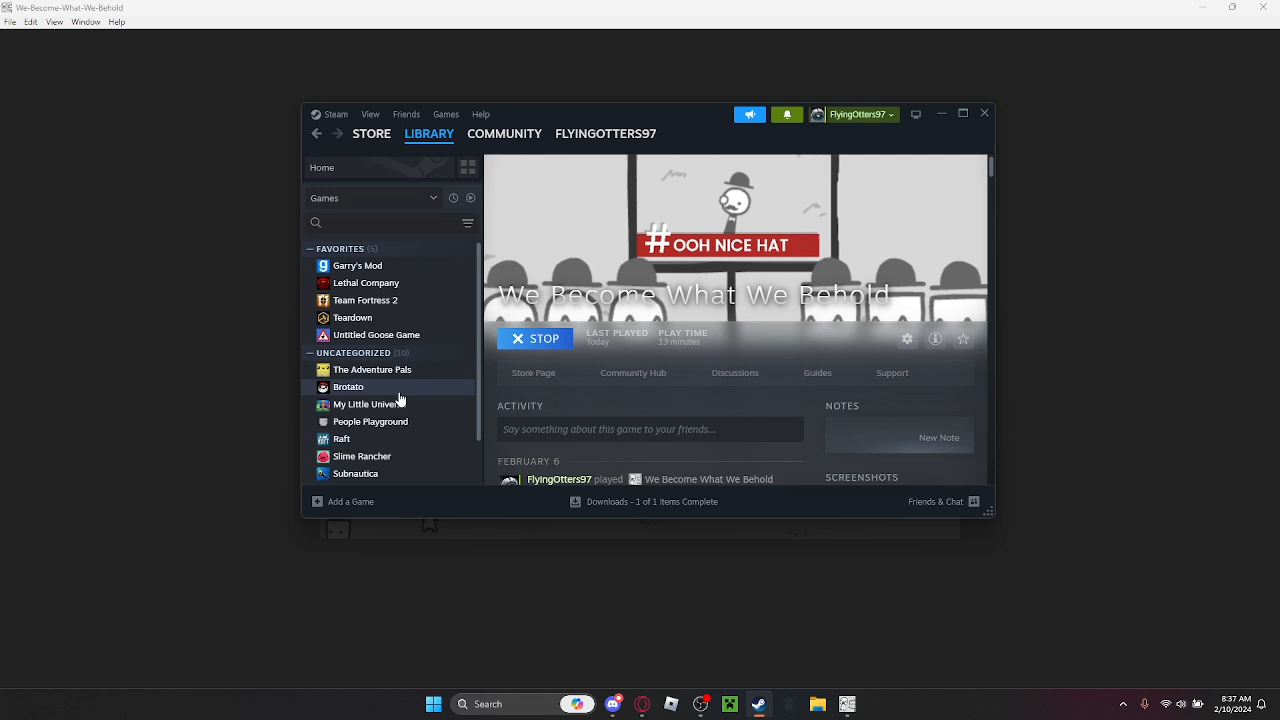 We-Become-What-We-Behold
File Edit View Window Help
Steam View Friends Games Help
FlyingOtters97
STORE LIBRARY COMMUNITY FLYINGOTTERS97
Home
Games
FAVORITES (5)
Garry's Mod
Lethal Company
Team Fortress 2
Teardown
Untitled Goose Game
UNCATEGORIZED (10)
The Adventure Pals
Brotato
My Little
People Playground
Raft
Slime Rancher
Subnautica
# OOH NICE HAT
We Become What We Behold
STOP
LAST PLAYED
Today
PLAY TIME
13 minutes
Store Page Community Hub Discussions Guides Support
ACTIVITY
Say something about this game to your friends...
FEBRUARY 6
FlyingOtters97 played We Become What We Behold
NOTES
New Note
SCREENSHOTS
Add a Game
Downloads - 1 of 1 Items Complete
Friends & Chat
Search
8:37 AM
2/10/2024